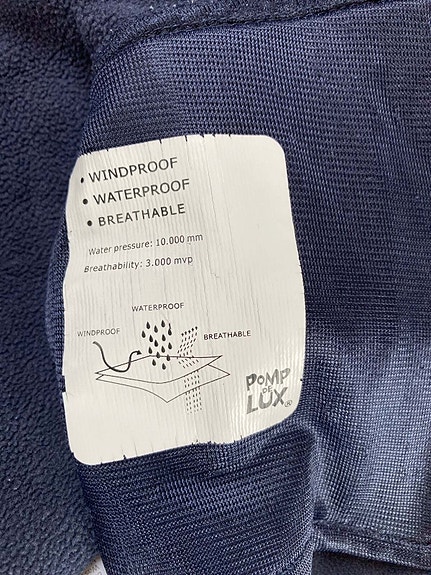 • WINDPROOF
• WATERPROOF
• BREATHABLE
Water pressure: 10.000 mm
Breathability: 3.000 mvp
WATERPROOF
WINDPROOF
BREATHABLE
POMP
DE
LUX®